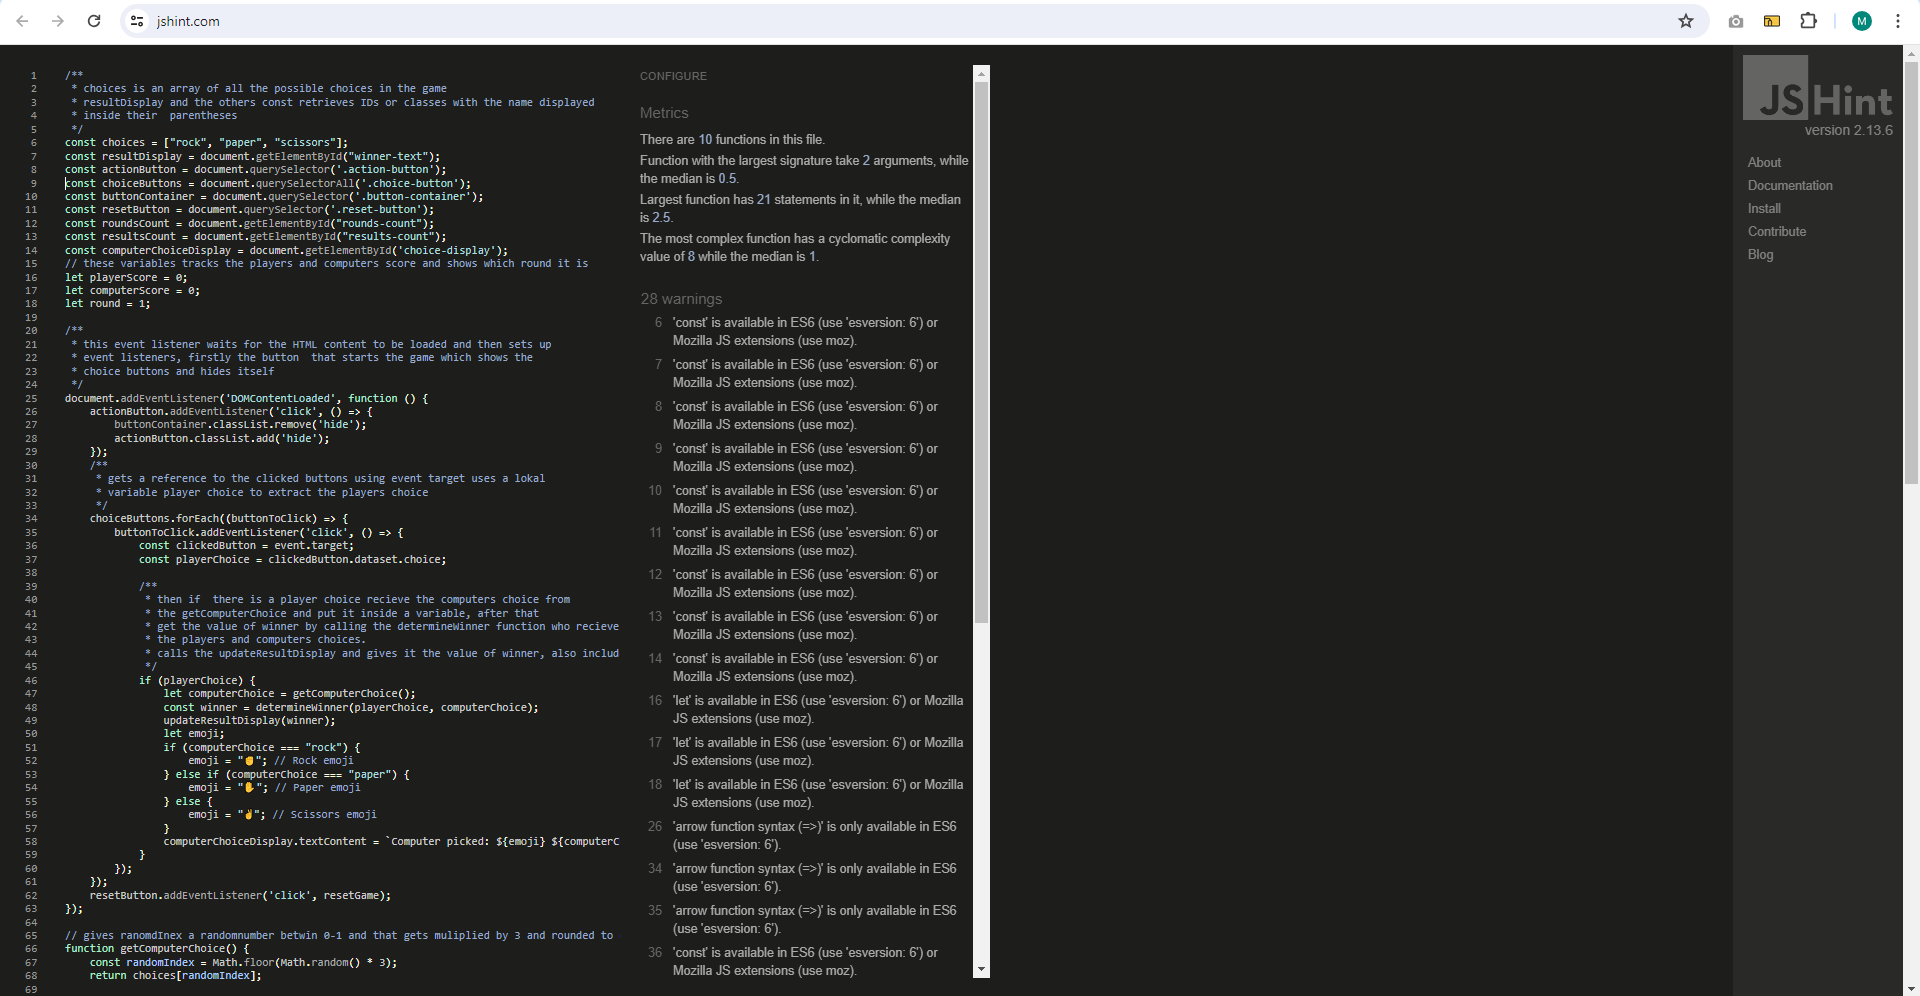 jshint.com
M
1 /**
2 * choices is an array of all the possible choices in the game
3 * resultDisplay and the others const retrieves IDs or classes with the name displayed
4 * inside their  parentheses
5 */
6 const choices = ["rock", "paper", "scissors"];
7 const resultDisplay = document.getElementById("winner-text");
8 const actionButton = document.querySelector('.action-button');
9 const choiceButtons = document.querySelectorAll('.choice-button');
10 const buttonContainer = document.querySelector('.button-container');
11 const resetButton = document.querySelector('.reset-button');
12 const roundsCount = document.getElementById("rounds-count");
13 const resultsCount = document.getElementById("results-count");
14 const computerChoiceDisplay = document.getElementById('choice-display');
15 // these variables tracks the players and computers score and shows which round it is
16 let playerScore = 0;
17 let computerScore = 0;
18 let round = 1;
19
20 /**
21 * this event listener waits for the HTML content to be loaded and then sets up
22 * event listeners, firstly the button  that starts the game which shows the
23 * choice buttons and hides itself
24 */
25 document.addEventListener('DOMContentLoaded', function () {
26 actionButton.addEventListener('click', () => {
27 buttonContainer.classList.remove('hide');
28 actionButton.classList.add('hide');
29 });
30 /**
31 * gets a reference to the clicked buttons using event target uses a lokal
32 * variable player choice to extract the players choice
33 */
34 choiceButtons.forEach((buttonToClick) => {
35 buttonToClick.addEventListener('click', () => {
36 const clickedButton = event.target;
37 const playerChoice = clickedButton.dataset.choice;
38
39 /**
40 * then if  there is a player choice recieve the computers choice from
41 * the getComputerChoice and put it inside a variable, after that
42 * get the value of winner by calling the determineWinner function who recieve
43 * the players and computers choices.
44 * calls the updateResultDisplay and gives it the value of winner, also includ
45 */
46 if (playerChoice) {
47 let computerChoice = getComputerChoice();
48 const winner = determineWinner(playerChoice, computerChoice);
49 updateResultDisplay(winner);
50 let emoji;
51 if (computerChoice === "rock") {
52 emoji = "✊"; // Rock emoji
53 } else if (computerChoice === "paper") {
54 emoji = "✋"; // Paper emoji
55 } else {
56 emoji = "✌"; // Scissors emoji
57 }
58 computerChoiceDisplay.textContent = `Computer picked: ${emoji} ${computerC
59 }
60 });
61 });
62 resetButton.addEventListener('click', resetGame);
63 });
64
65 // gives ranomdInex a randomnumber betwin 0-1 and that gets muliplied by 3 and rounded to
66 function getComputerChoice() {
67 const randomIndex = Math.floor(Math.random() * 3);
68 return choices[randomIndex];
69
CONFIGURE
Metrics
There are 10 functions in this file.
Function with the largest signature take 2 arguments, while
the median is 0.5.
Largest function has 21 statements in it, while the median
is 2.5.
The most complex function has a cyclomatic complexity
value of 8 while the median is 1.
28 warnings
6 'const' is available in ES6 (use 'esversion: 6') or
Mozilla JS extensions (use moz).
7 'const' is available in ES6 (use 'esversion: 6') or
Mozilla JS extensions (use moz).
8 'const' is available in ES6 (use 'esversion: 6') or
Mozilla JS extensions (use moz).
9 'const' is available in ES6 (use 'esversion: 6') or
Mozilla JS extensions (use moz).
10 'const' is available in ES6 (use 'esversion: 6') or
Mozilla JS extensions (use moz).
11 'const' is available in ES6 (use 'esversion: 6') or
Mozilla JS extensions (use moz).
12 'const' is available in ES6 (use 'esversion: 6') or
Mozilla JS extensions (use moz).
13 'const' is available in ES6 (use 'esversion: 6') or
Mozilla JS extensions (use moz).
14 'const' is available in ES6 (use 'esversion: 6') or
Mozilla JS extensions (use moz).
16 'let' is available in ES6 (use 'esversion: 6') or Mozilla
JS extensions (use moz).
17 'let' is available in ES6 (use 'esversion: 6') or Mozilla
JS extensions (use moz).
18 'let' is available in ES6 (use 'esversion: 6') or Mozilla
JS extensions (use moz).
26 'arrow function syntax (=>)' is only available in ES6
(use 'esversion: 6').
34 'arrow function syntax (=>)' is only available in ES6
(use 'esversion: 6').
35 'arrow function syntax (=>)' is only available in ES6
(use 'esversion: 6').
36 'const' is available in ES6 (use 'esversion: 6') or
Mozilla JS extensions (use moz).
JSHint
version 2.13.6
About
Documentation
Install
Contribute
Blog